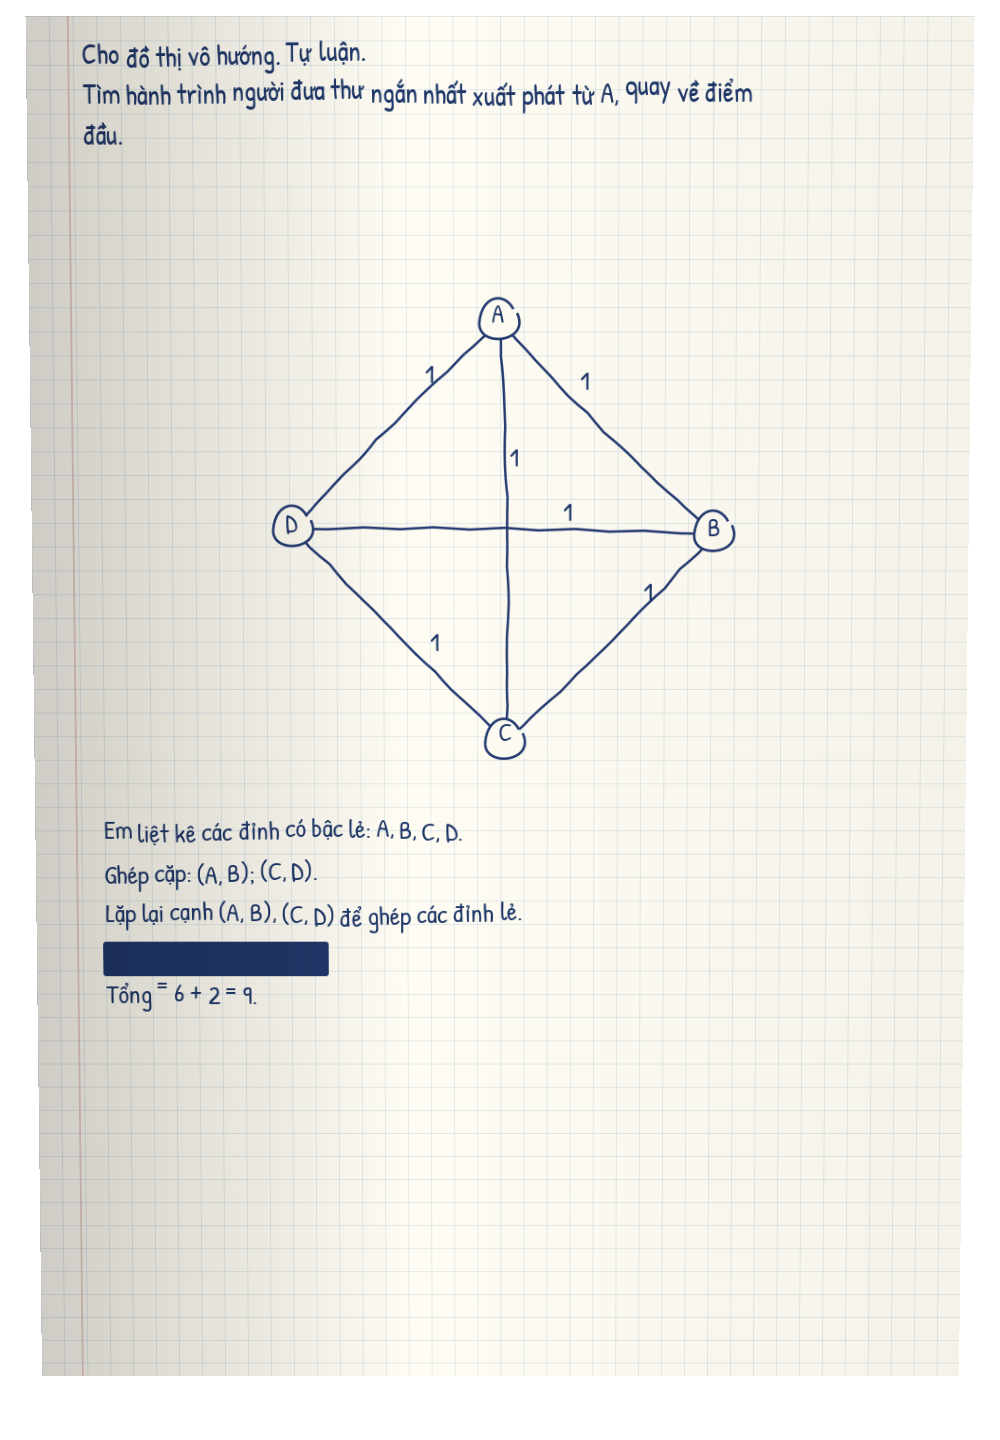 Cho đồ thị vô hướng. Tự luận.
Tìm hành trình người đưa thư ngắn nhất xuất phát từ A, quay về điểm
đầu.
A
1
1
1
1
D
B
1
1
C
Em liệt kê các đỉnh có bậc lẻ: A, B, C, D.
Ghép cặp: (A, B); (C, D).
Lặp lại cạnh (A, B), (C, D) để ghép các đỉnh lẻ.
Tổng = 6 + 2 = 9.